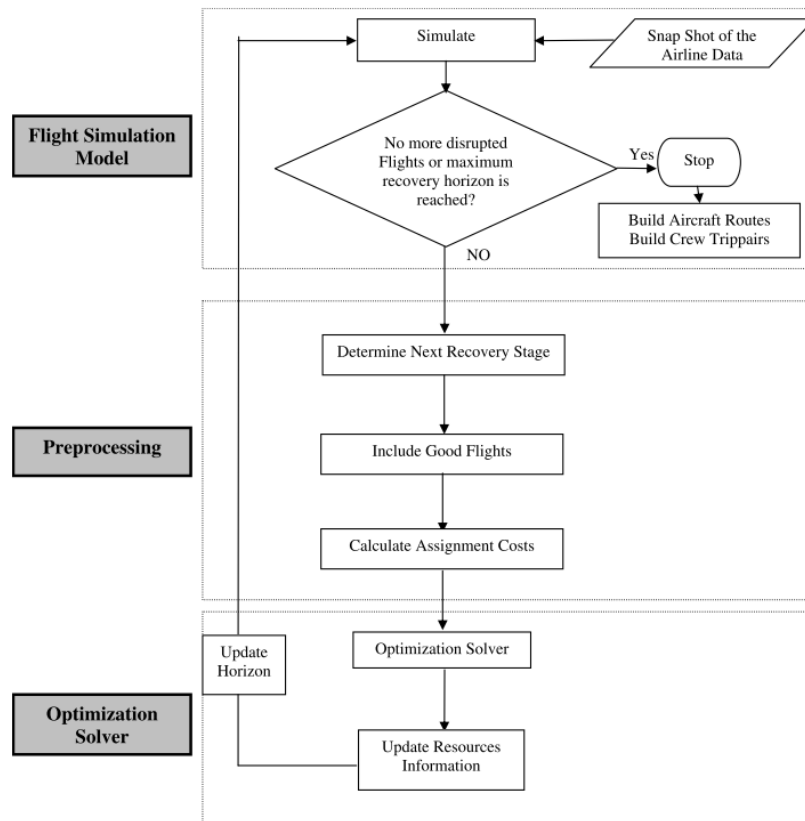 Simulate
Snap Shot of the
Airline Data
Flight Simulation
Model
No more disrupted
Flights or maximum
recovery horizon is
reached?
Yes
Stop
Build Aircraft Routes
Build Crew Trippairs
NO
Determine Next Recovery Stage
Preprocessing
Include Good Flights
Calculate Assignment Costs
Update
Horizon
Optimization Solver
Optimization
Solver
Update Resources
Information